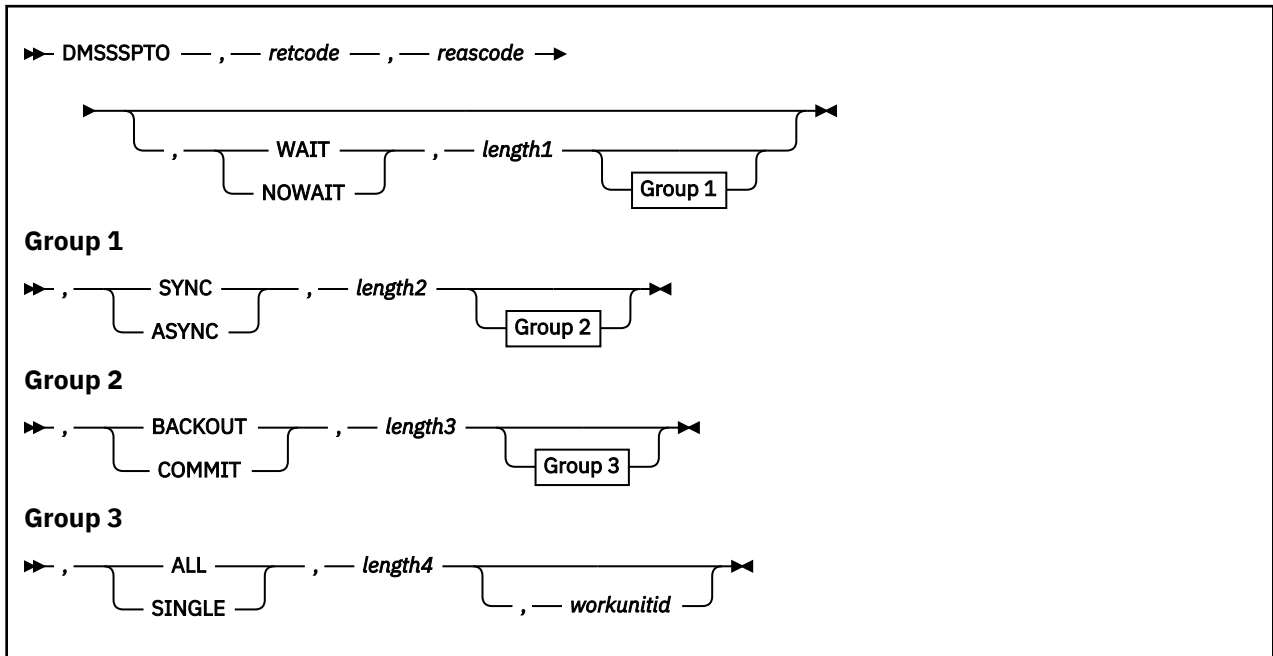 DMSSSPTO , retcode , reascode
, WAIT , length1
NOWAIT Group 1
Group 1
, SYNC , length2
ASYNC Group 2
Group 2
, BACKOUT , length3
COMMIT Group 3
Group 3
, ALL , length4
SINGLE , workunitid